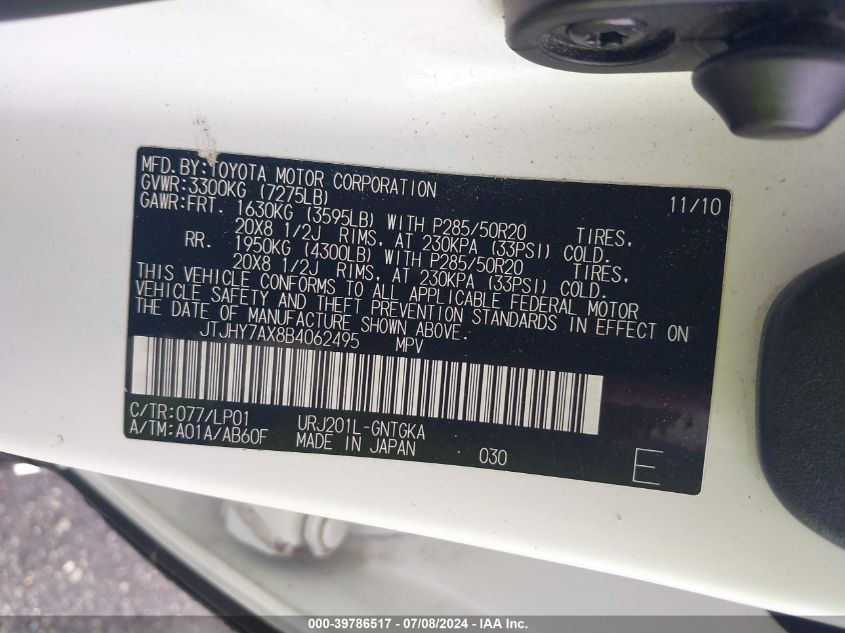 MFD.BY:TOYOTA MOTOR CORPORATION 11/10
GVWR:3300KG (7275LB)
GAWR:FRT. 1630KG (3595LB) WITH P285/50R20 TIRES,
20X8 1/2J RIMS, AT 230KPA (33PSI) COLD.
RR. 1950KG (4300LB) WITH P285/50R20 TIRES,
20X8 1/2J RIMS, AT 230KPA (33PSI) COLD.
THIS VEHICLE CONFORMS TO ALL APPLICABLE FEDERAL MOTOR
VEHICLE SAFETY AND THEFT PREVENTION STANDARDS IN EFFECT ON
THE DATE OF MANUFACTURE SHOWN ABOVE.
JTJHY7AX8B4062495 MPV
C/TR:077/LP01 URJ201L-GNTGKA
A/TM:A01A/AB60F MADE IN JAPAN 030 E
000-39786517 - 07/08/2024 - IAA Inc.